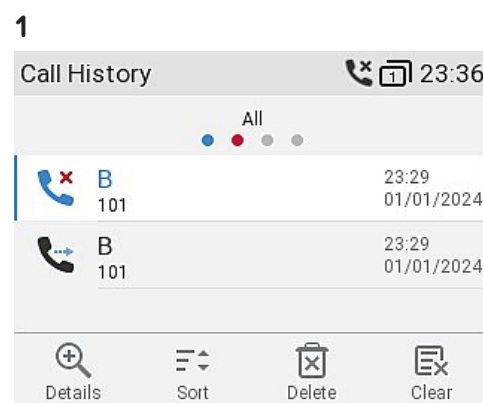 1
Call History 1 23:36
All
B 23:29
101 01/01/2024
B 23:29
101 01/01/2024
Details Sort Delete Clear